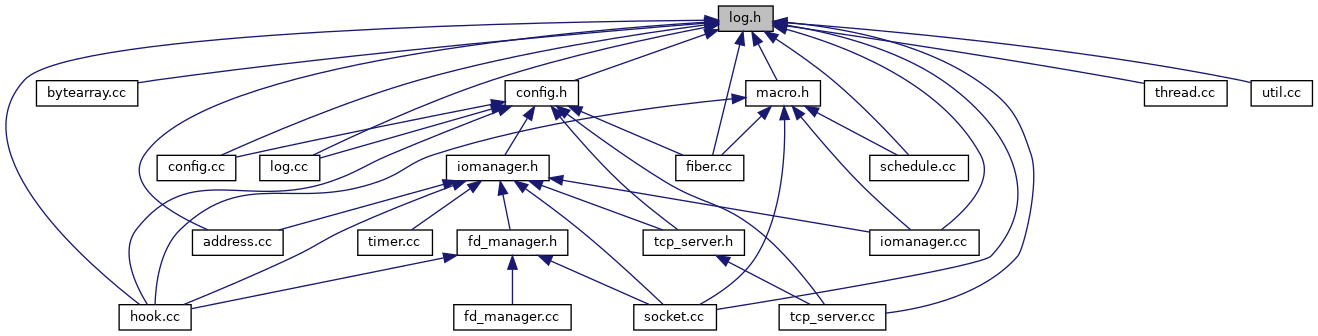 log.h
bytearray.cc
config.h
macro.h
thread.cc
util.cc
config.cc
log.cc
iomanager.h
fiber.cc
schedule.cc
address.cc
timer.cc
fd_manager.h
tcp_server.h
iomanager.cc
hook.cc
fd_manager.cc
socket.cc
tcp_server.cc